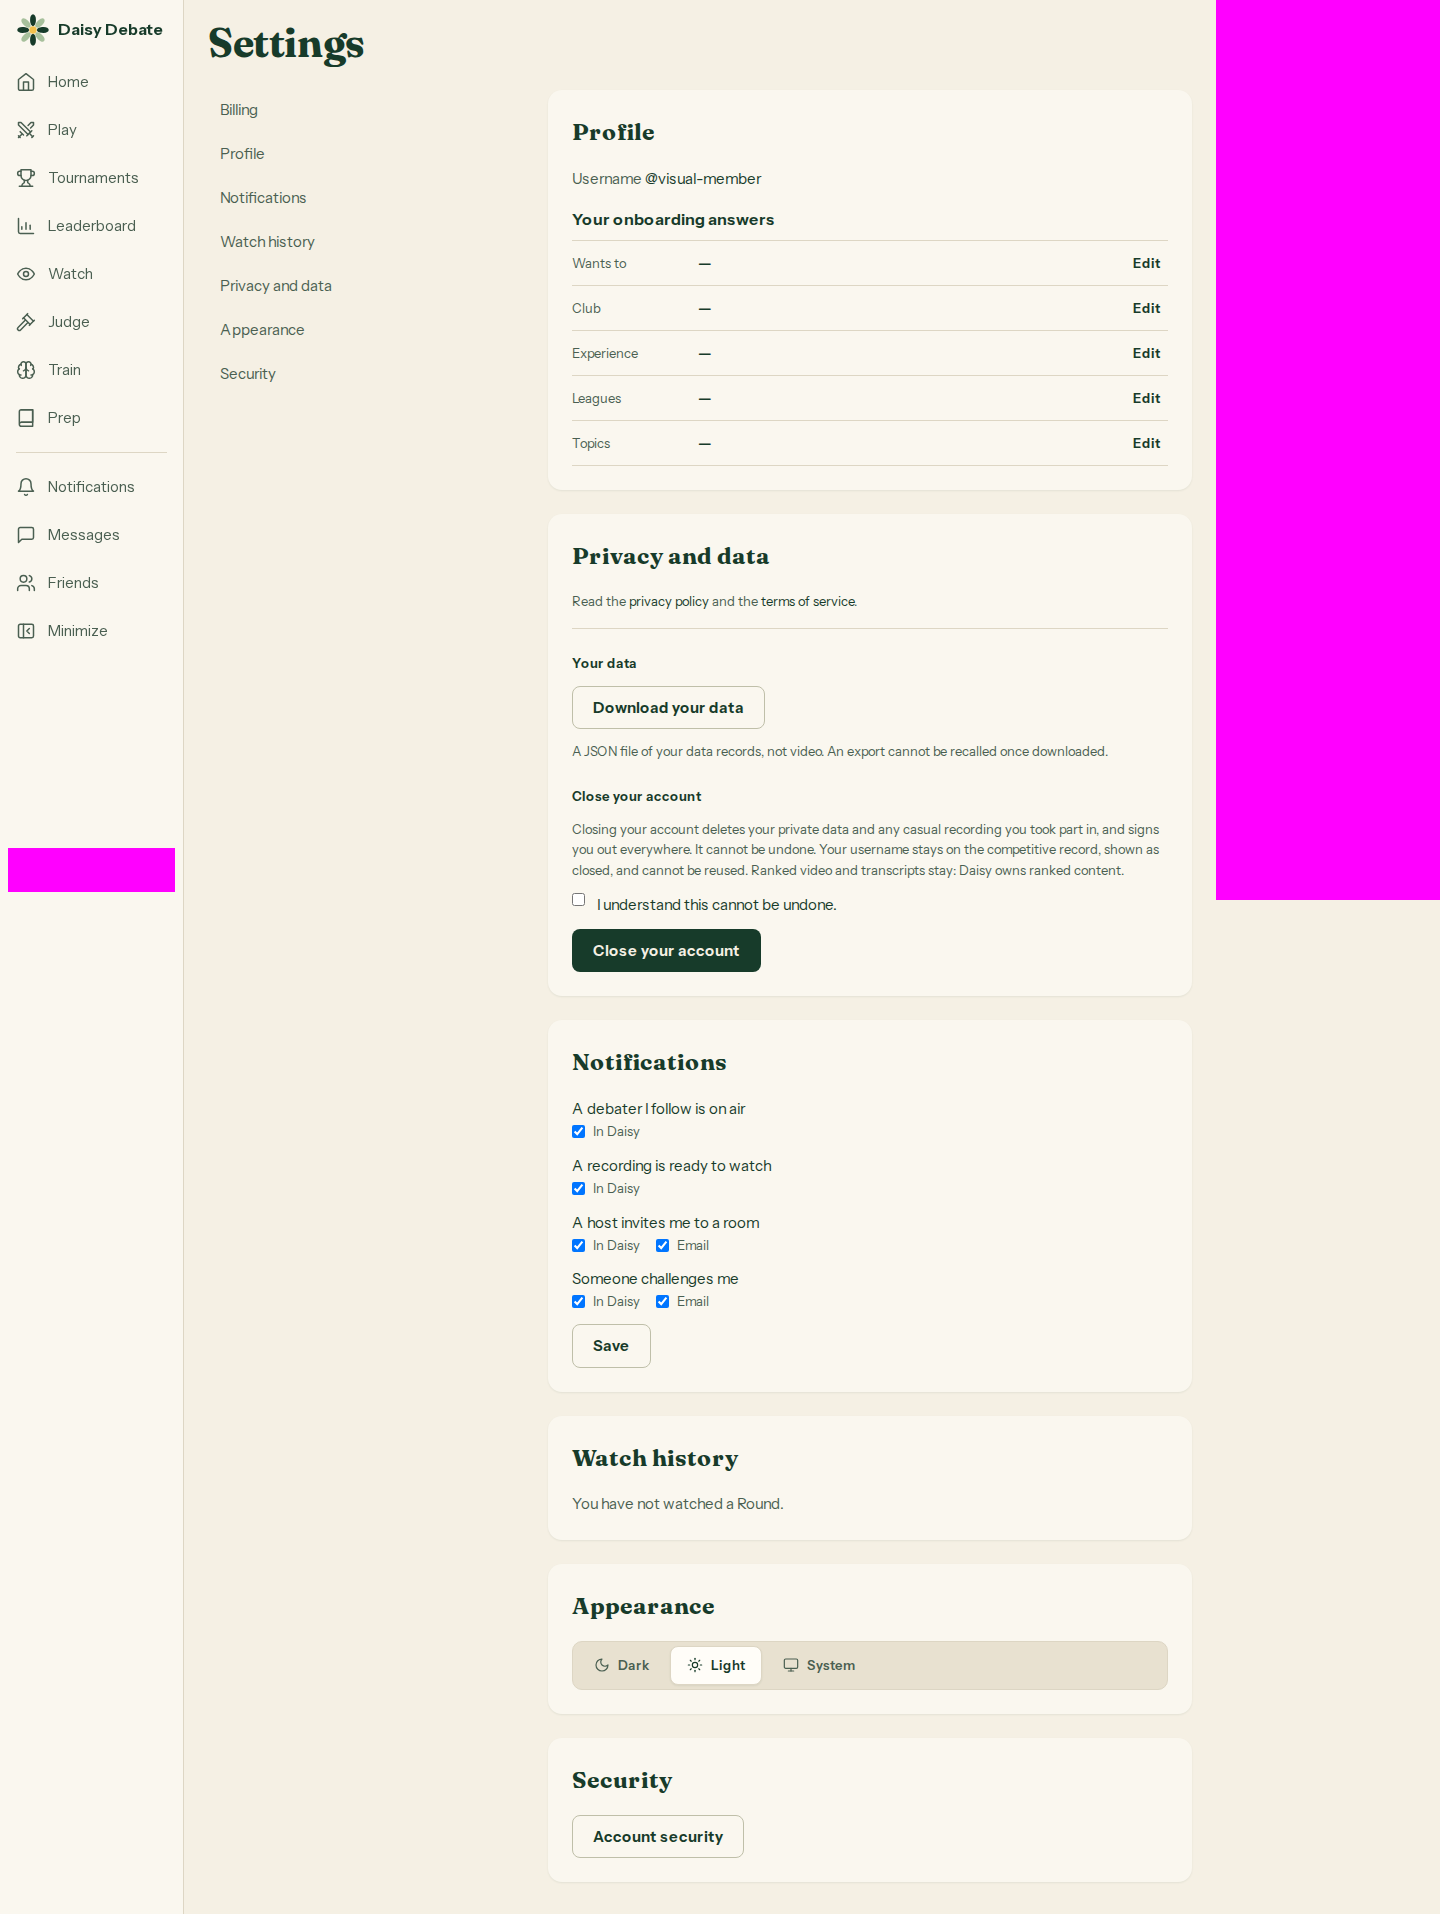 Daisy Debate
Home
Play
Tournaments
Leaderboard
Watch
Judge
Train
Prep
Notifications
Messages
Friends
Minimize
Settings
Billing
Profile
Notifications
Watch history
Privacy and data
Appearance
Security
Profile
Username @visual-member
Your onboarding answers
Wants to — Edit
Club — Edit
Experience — Edit
Leagues — Edit
Topics — Edit
Privacy and data
Read the privacy policy and the terms of service.
Your data
Download your data
A JSON file of your data records, not video. An export cannot be recalled once downloaded.
Close your account
Closing your account deletes your private data and any casual recording you took part in, and signs
you out everywhere. It cannot be undone. Your username stays on the competitive record, shown as
closed, and cannot be reused. Ranked video and transcripts stay: Daisy owns ranked content.
I understand this cannot be undone.
Close your account
Notifications
A debater I follow is on air
In Daisy
A recording is ready to watch
In Daisy
A host invites me to a room
In Daisy Email
Someone challenges me
In Daisy Email
Save
Watch history
You have not watched a Round.
Appearance
Dark Light System
Security
Account security